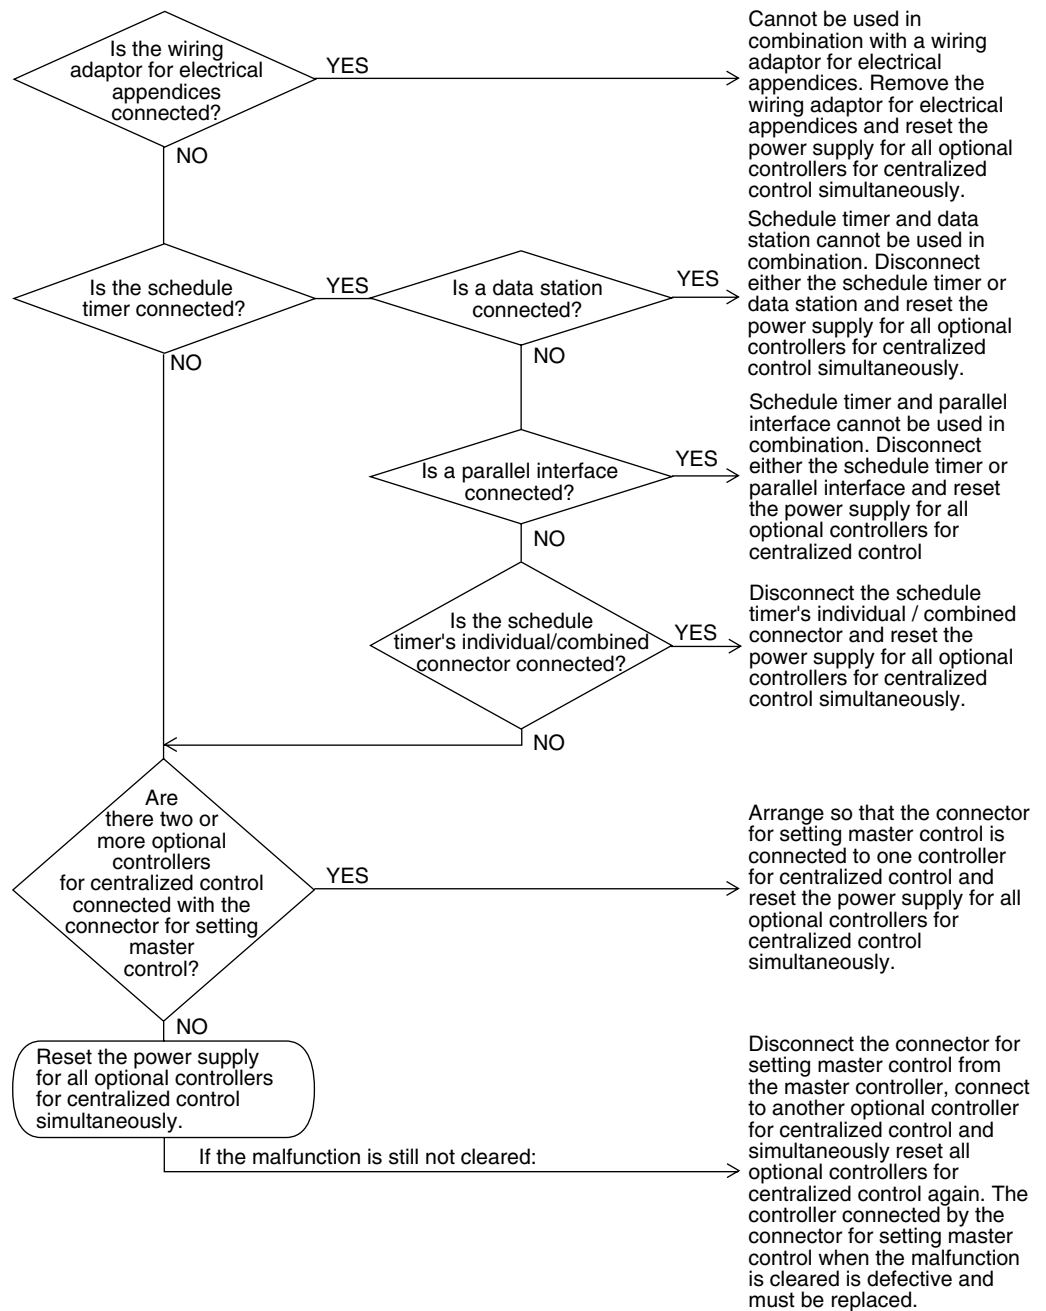 Is the wiring
adaptor for electrical
appendices
connected?
YES
Cannot be used in
combination with a wiring
adaptor for electrical
appendices. Remove the
wiring adaptor for electrical
appendices and reset the
power supply for all optional
controllers for centralized
control simultaneously.
NO
Is the schedule
timer connected?
YES
Is a data station
connected?
YES
Schedule timer and data
station cannot be used in
combination. Disconnect
either the schedule timer or
data station and reset the
power supply for all optional
controllers for centralized
control simultaneously.
NO
NO
Is a parallel interface
connected?
YES
Schedule timer and parallel
interface cannot be used in
combination. Disconnect
either the schedule timer or
parallel interface and reset
the power supply for all
optional controllers for
centralized control
NO
Is the schedule
timer's individual/combined
connector connected?
YES
Disconnect the schedule
timer's individual / combined
connector and reset the
power supply for all optional
controllers for centralized
control simultaneously.
NO
Are
there two or
more optional
controllers
for centralized control
connected with the
connector for setting
master
control?
YES
Arrange so that the connector
for setting master control is
connected to one controller
for centralized control and
reset the power supply for all
optional controllers for
centralized control
simultaneously.
NO
Reset the power supply
for all optional controllers
for centralized control
simultaneously.
If the malfunction is still not cleared:
Disconnect the connector for
setting master control from
the master controller, connect
to another optional controller
for centralized control and
simultaneously reset all
optional controllers for
centralized control again. The
controller connected by the
connector for setting master
control when the malfunction
is cleared is defective and
must be replaced.